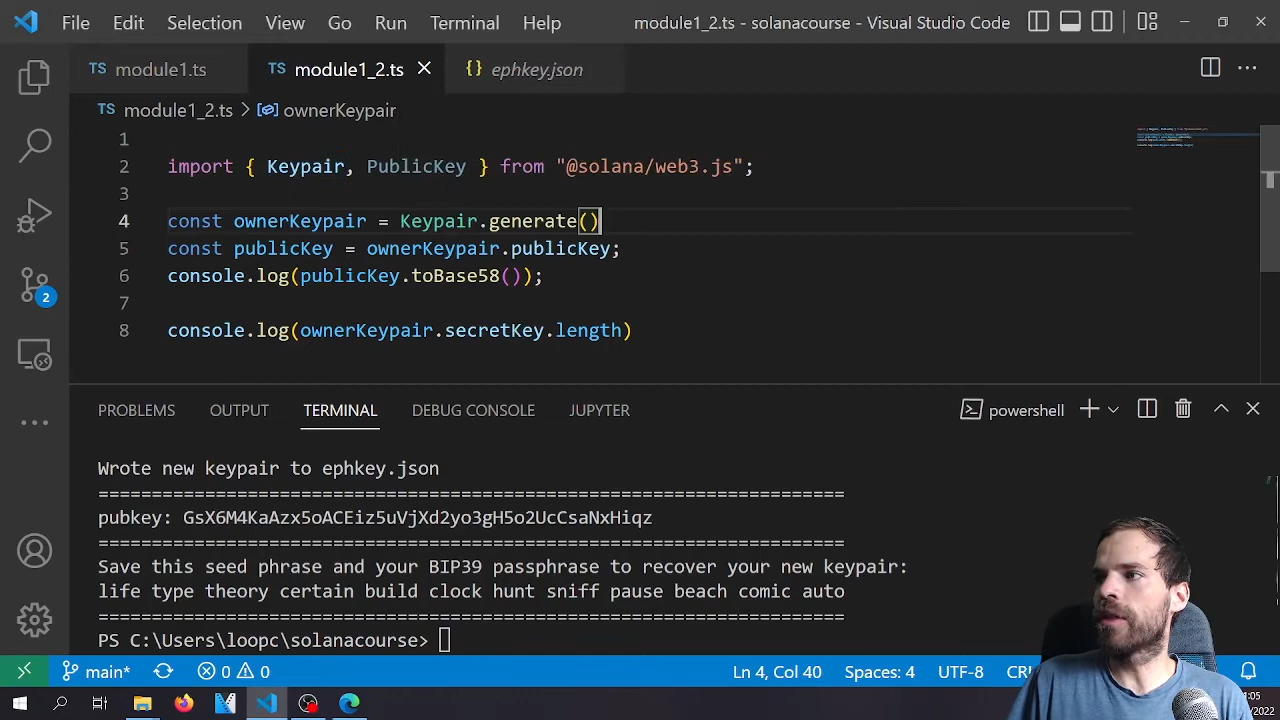 File Edit Selection View Go Run Terminal Help module1_2.ts - solanacourse - Visual Studio Code
TS module1.ts TS module1_2.ts {} ephkey.json
TS module1_2.ts > ownerKeypair
1
2 import { Keypair, PublicKey } from "@solana/web3.js";
3
4 const ownerKeypair = Keypair.generate()
5 const publicKey = ownerKeypair.publicKey;
6 console.log(publicKey.toBase58());
7
8 console.log(ownerKeypair.secretKey.length)
2
PROBLEMS OUTPUT TERMINAL DEBUG CONSOLE JUPYTER powershell
Wrote new keypair to ephkey.json
=====================================================================
pubkey: GsX6M4KaAzx5oACEiz5uVjXd2yo3gH5o2UcCsaNxHiqz
=====================================================================
Save this seed phrase and your BIP39 passphrase to recover your new keypair:
life type theory certain build clock hunt sniff pause beach comic auto
=====================================================================
PS C:\Users\loopc\solanacourse>
main* 0 0 Ln 4, Col 40 Spaces: 4 UTF-8